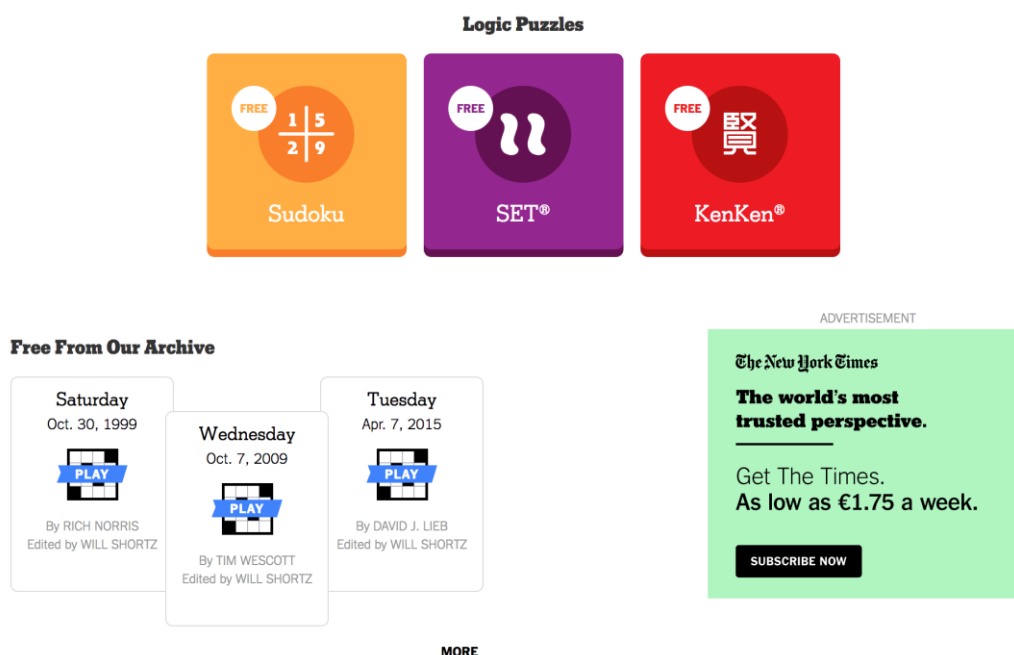 Logic Puzzles
FREE
1 5
2 9
Sudoku
FREE
SET®
FREE
賢
KenKen®
ADVERTISEMENT
Free From Our Archive
Saturday
Oct. 30, 1999
PLAY
By RICH NORRIS
Edited by WILL SHORTZ
Wednesday
Oct. 7, 2009
PLAY
By TIM WESCOTT
Edited by WILL SHORTZ
Tuesday
Apr. 7, 2015
PLAY
By DAVID J. LIEB
Edited by WILL SHORTZ
MORE
The New York Times
The world's most
trusted perspective.
Get The Times.
As low as €1.75 a week.
SUBSCRIBE NOW